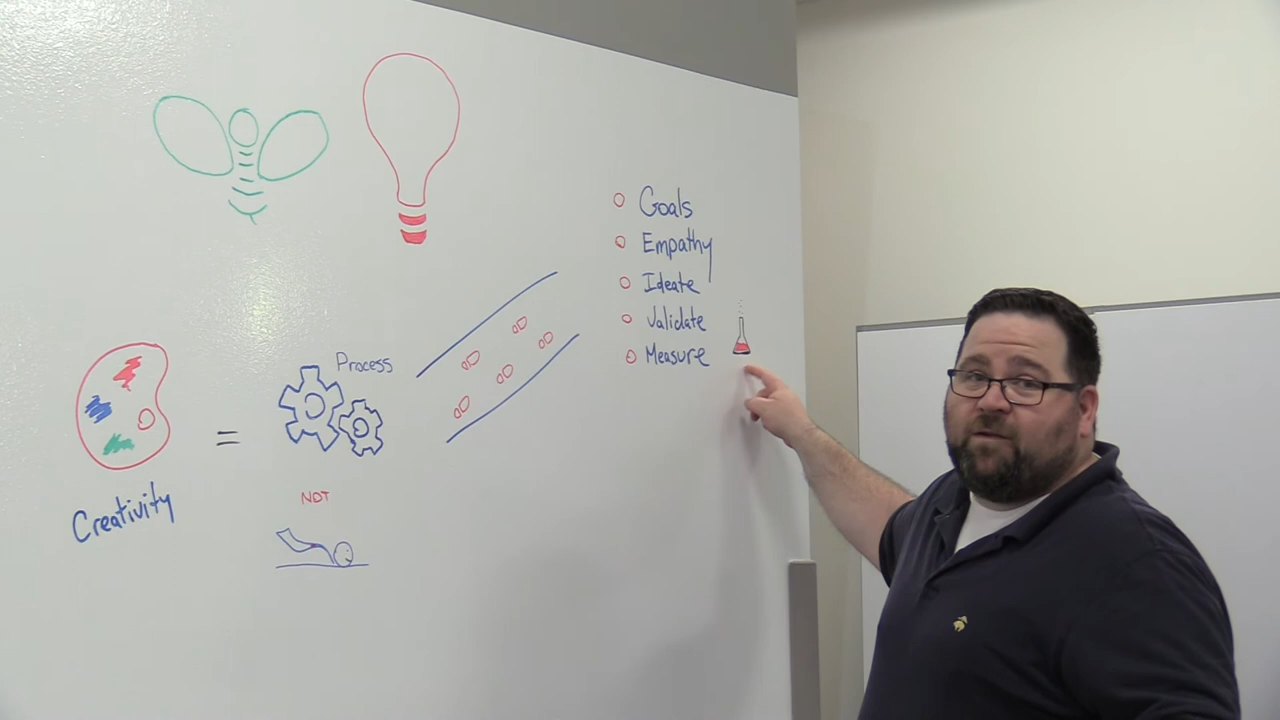 Goals
Empathy
Ideate
Validate
Measure
Process
=
Creativity
NOT